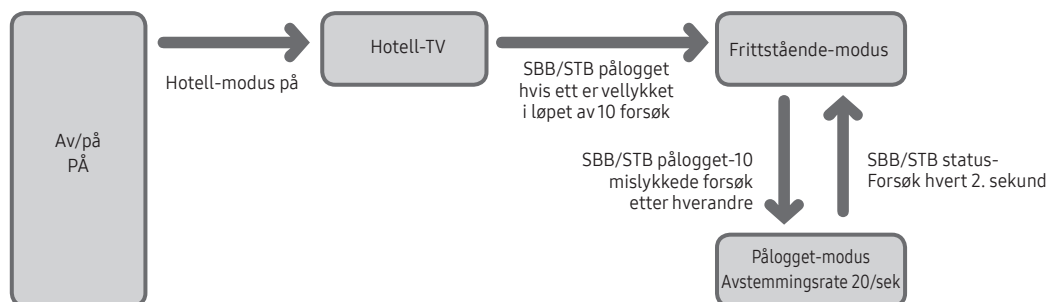 Av/på
PÅ
Hotell-modus på
Hotell-TV
SBB/STB pålogget
hvis ett er vellykket
i løpet av 10 forsøk
Frittstående-modus
SBB/STB pålogget-10
mislykkede forsøk
etter hverandre
SBB/STB status-
Forsøk hvert 2. sekund
Pålogget-modus
Avstemmingsrate 20/sek